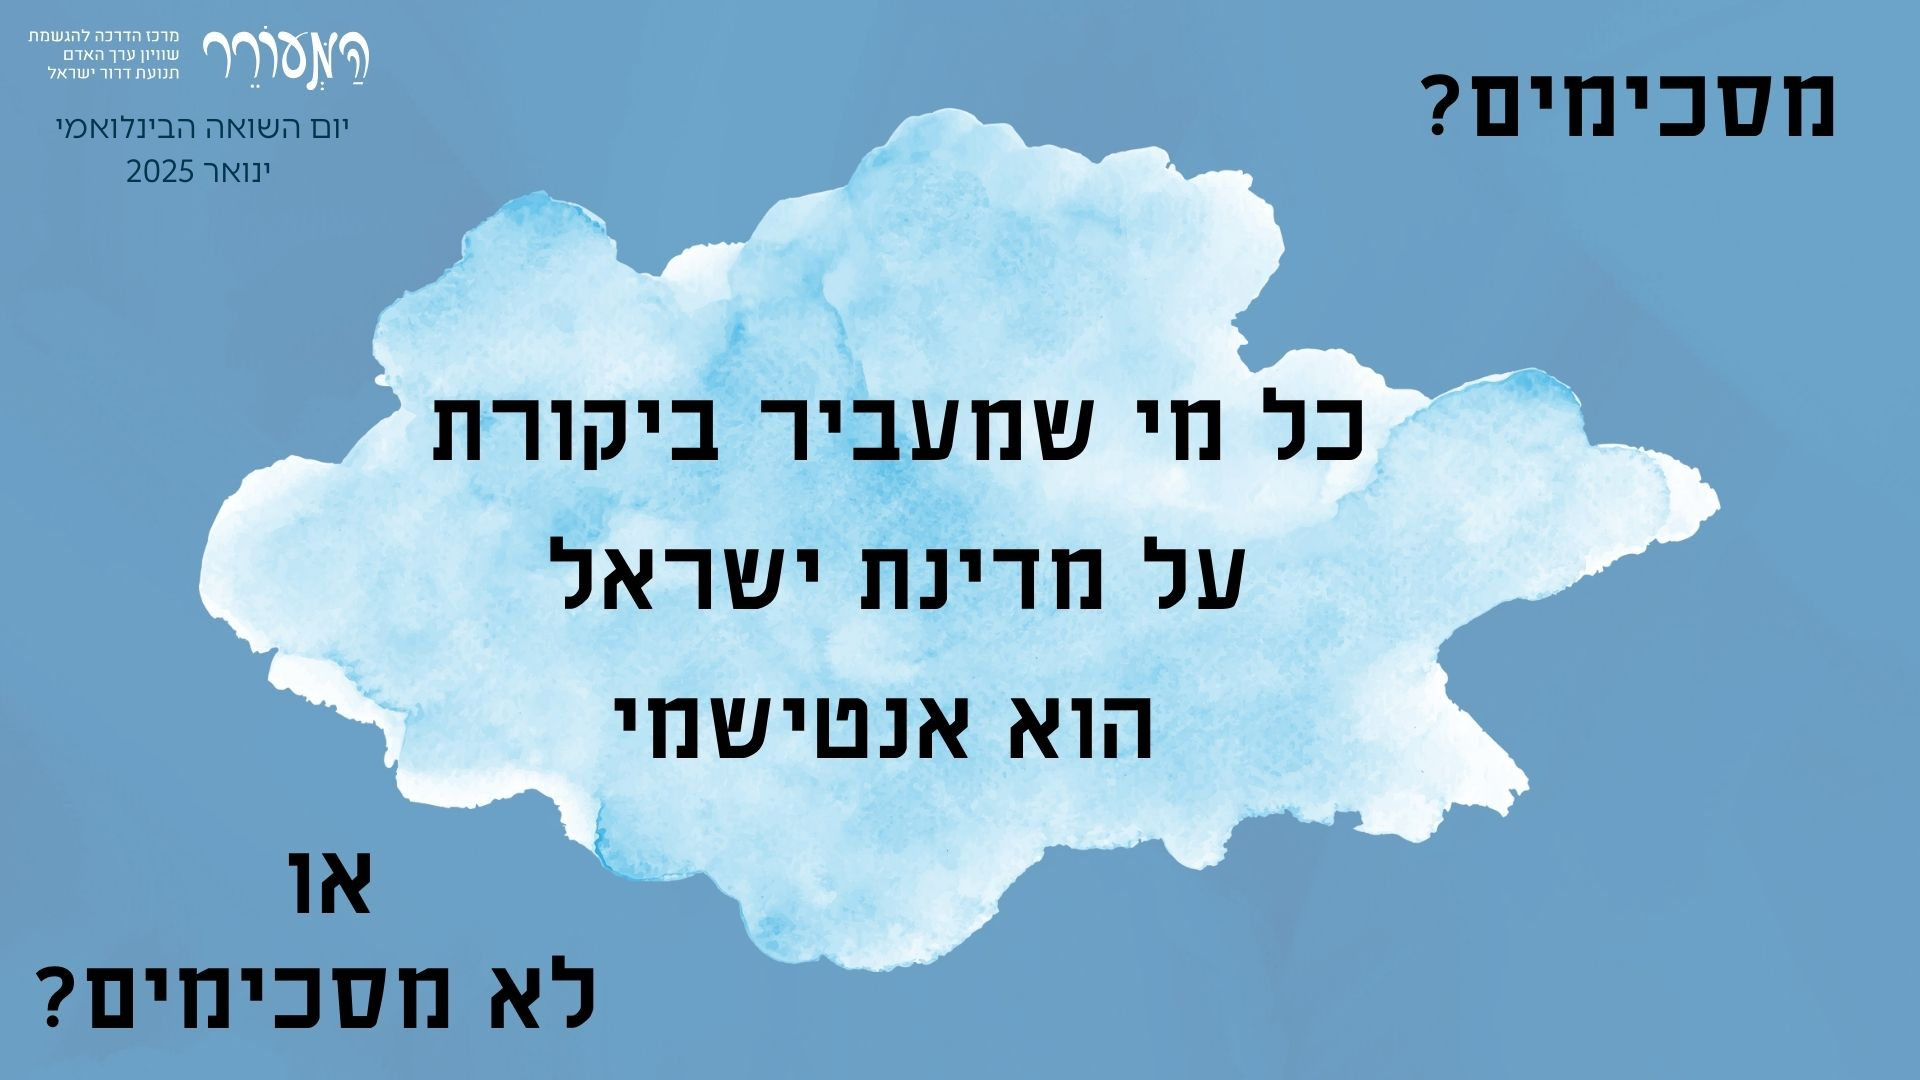 מסכימים?
הַמְּעוֹרֵר
מרכז הדרכה להגשמת
שוויון ערך האדם
תנועת דרור ישראל
יום השואה הבינלואמי
ינואר 2025
כל מי שמעביר ביקורת
על מדינת ישראל
הוא אנטישמי
או
לא מסכימים?